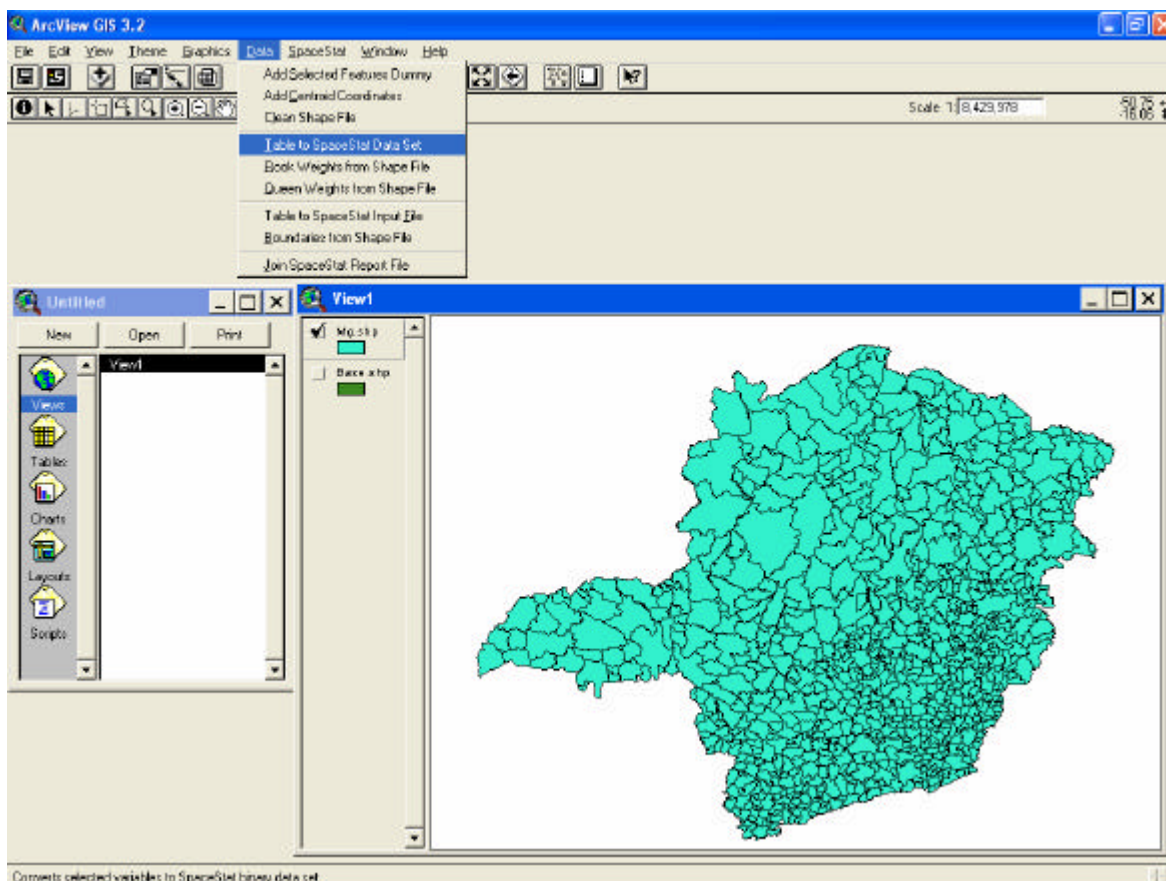 ArcView GIS 3.2
File Edit View Theme Graphics Data SpaceStat Window Help
Add Selected Features Dummy
Add Centroid Coordinates
Clean Shape File
Table to SpaceStat Data Set
Rook Weights from Shape File
Queen Weights from Shape File
Table to SpaceStat Input File
Boundaries from Shape File
Join SpaceStat Report File
Scale 1: 8,429,978
-50.75
-16.06
Untitled
New Open Print
View1
Views
Tables
Charts
Layouts
Scripts
View1
Mg.shp
Base.shp
Converts selected variables to SpaceStat binary data set